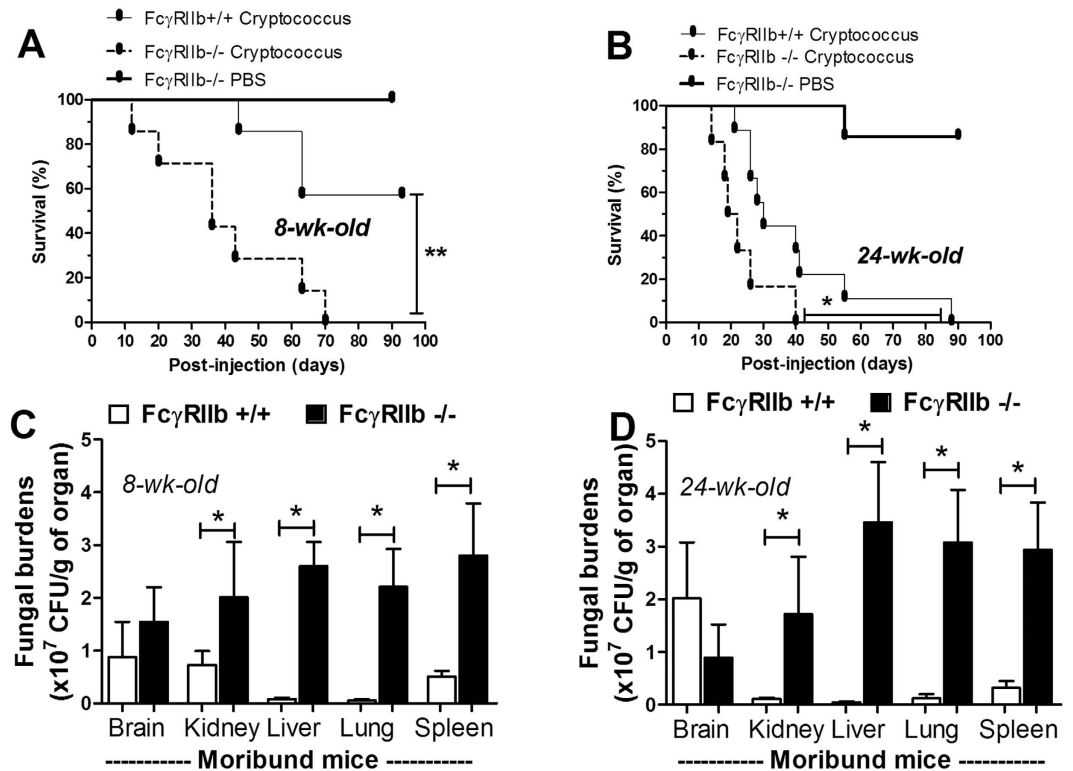 A
FcγRIIb+/+ Cryptococcus
FcγRIIb-/- Cryptococcus
FcγRIIb-/- PBS
Survival (%)
100
80
60
40
20
0
8-wk-old
**
0 10 20 30 40 50 60 70 80 90 100
Post-injection (days)
B
FcγRIIb+/+ Cryptococcus
FcγRIIb -/- Cryptococcus
FcγRIIb-/- PBS
Survival (%)
100
80
60
40
20
0
24-wk-old
*
0 10 20 30 40 50 60 70 80 90 100
Post-injection (days)
C
FcγRIIb +/+ FcγRIIb -/-
Fungal burdens
(x10⁷ CFU/g of organ)
5
4
3
2
1
0
8-wk-old
* * * *
Brain Kidney Liver Lung Spleen
----------- Moribund mice -----------
D
FcγRIIb +/+ FcγRIIb -/-
Fungal burdens
(x10⁷ CFU/g of organ)
5
4
3
2
1
0
24-wk-old
* * * *
Brain Kidney Liver Lung Spleen
----------- Moribund mice -----------